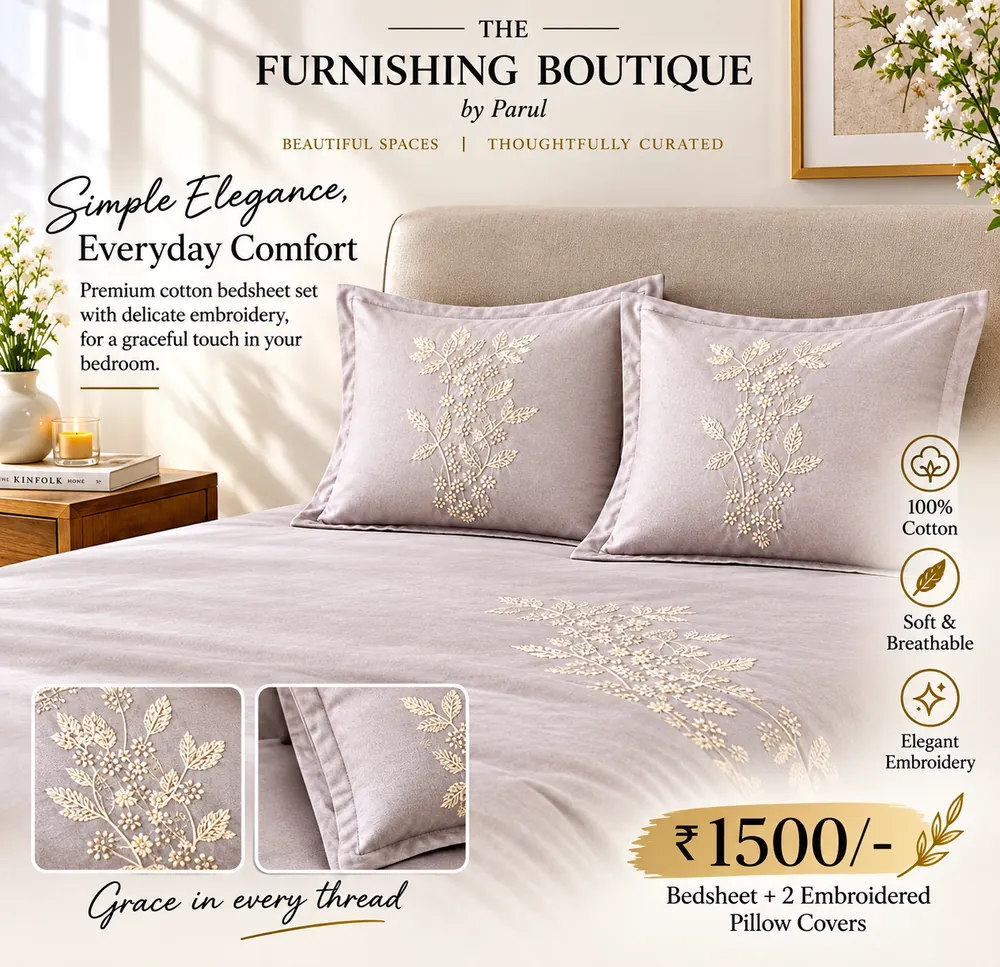 THE
FURNISHING BOUTIQUE
by Parul
BEAUTIFUL SPACES | THOUGHTFULLY CURATED
Simple Elegance,
Everyday Comfort
Premium cotton bedsheet set
with delicate embroidery,
for a graceful touch in your
bedroom.
THE KINFOLK HOME
100%
Cotton
Soft &
Breathable
Elegant
Embroidery
Grace in every thread
₹1500/-
Bedsheet + 2 Embroidered
Pillow Covers